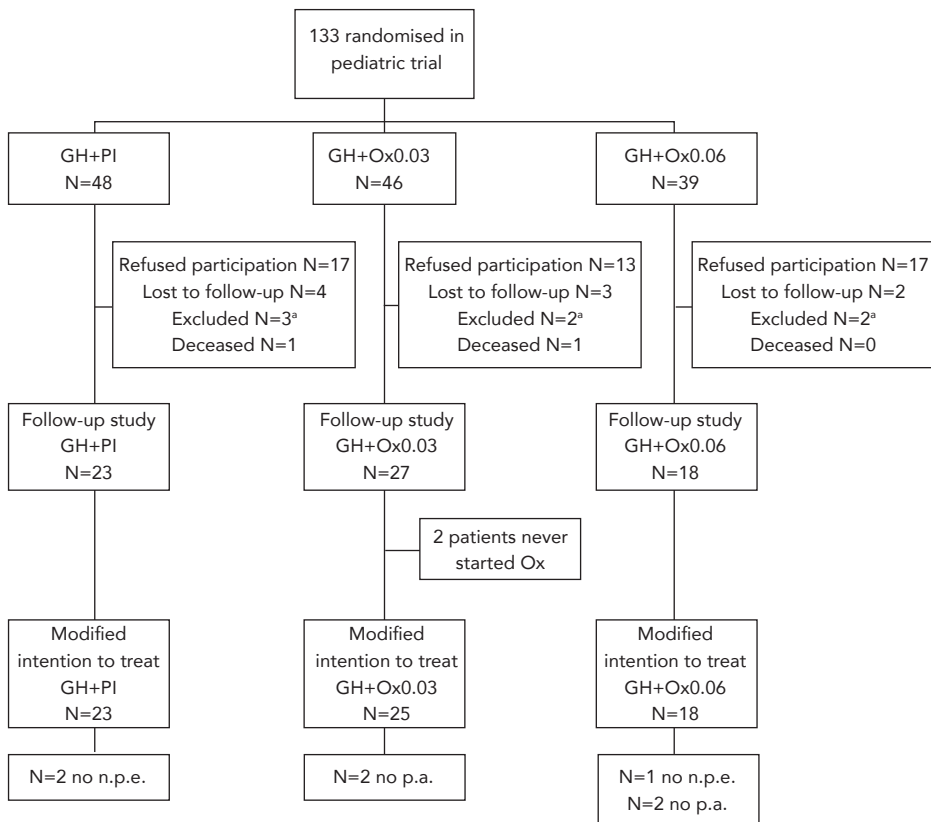 133 randomised in
pediatric trial
GH+Pl
N=48
GH+Ox0.03
N=46
GH+Ox0.06
N=39
Refused participation N=17
Lost to follow-up N=4
Excluded N=3ᵃ
Deceased N=1
Refused participation N=13
Lost to follow-up N=3
Excluded N=2ᵃ
Deceased N=1
Refused participation N=17
Lost to follow-up N=2
Excluded N=2ᵃ
Deceased N=0
Follow-up study
GH+Pl
N=23
Follow-up study
GH+Ox0.03
N=27
Follow-up study
GH+Ox0.06
N=18
2 patients never
started Ox
Modified
intention to treat
GH+Pl
N=23
Modified
intention to treat
GH+Ox0.03
N=25
Modified
intention to treat
GH+Ox0.06
N=18
N=2 no n.p.e.
N=2 no p.a.
N=1 no n.p.e.
N=2 no p.a.